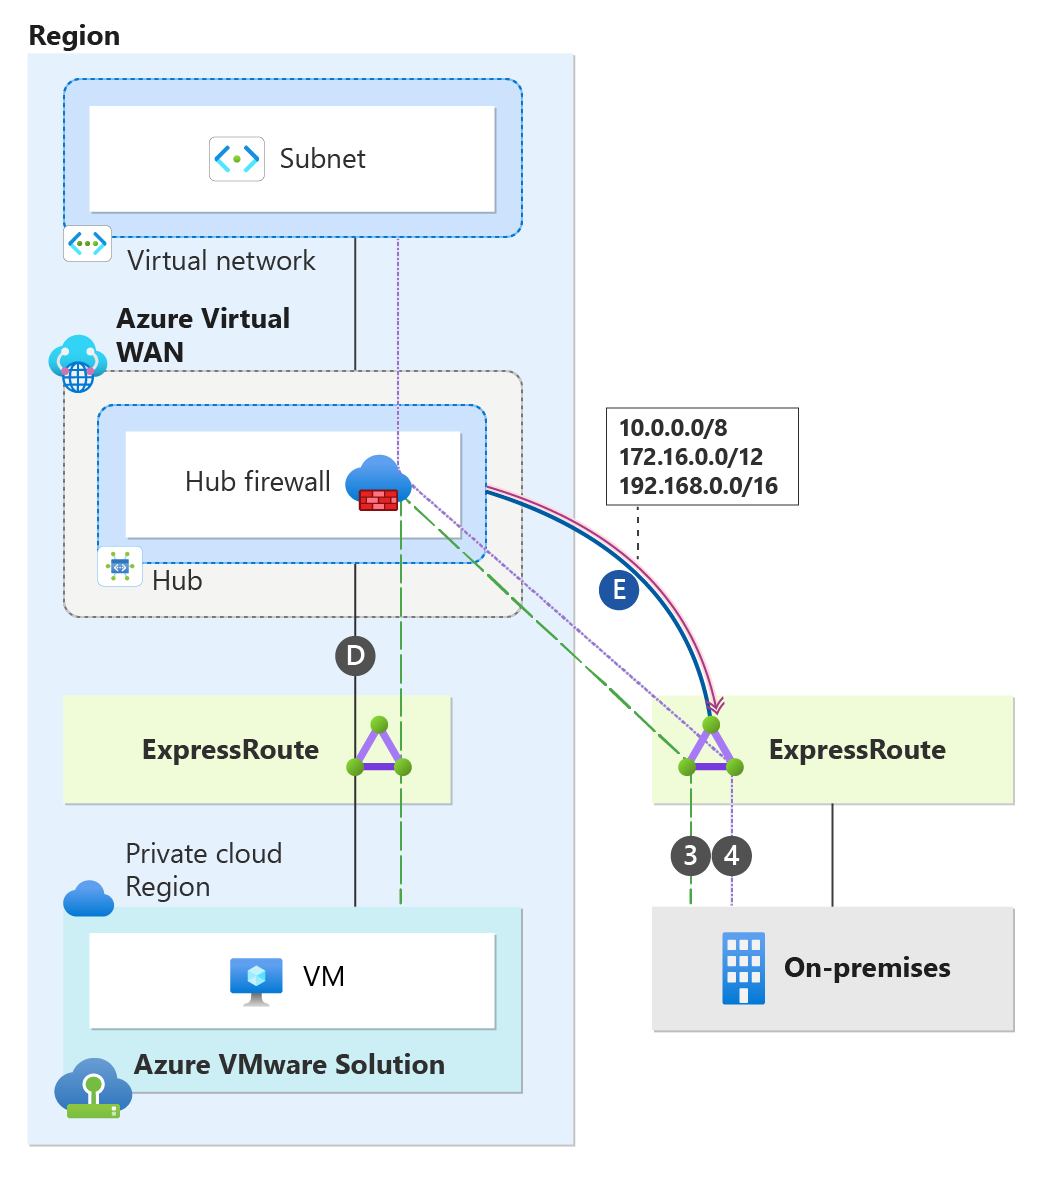 Region
Subnet
Virtual network
Azure Virtual
WAN
10.0.0.0/8
172.16.0.0/12
192.168.0.0/16
Hub firewall
Hub
E
D
ExpressRoute
ExpressRoute
Private cloud
Region
3
4
VM
On-premises
Azure VMware Solution